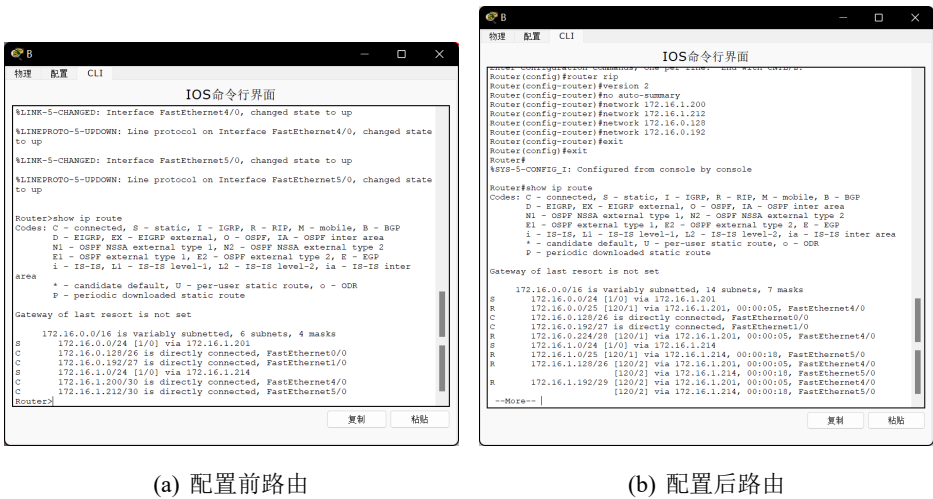 B
物理 配置 CLI
IOS命令行界面
%LINK-5-CHANGED: Interface FastEthernet4/0, changed state to up
%LINEPROTO-5-UPDOWN: Line protocol on Interface FastEthernet4/0, changed state
to up
%LINK-5-CHANGED: Interface FastEthernet5/0, changed state to up
%LINEPROTO-5-UPDOWN: Line protocol on Interface FastEthernet5/0, changed state
to up
Router>show ip route
Codes: C - connected, S - static, I - IGRP, R - RIP, M - mobile, B - BGP
D - EIGRP, EX - EIGRP external, O - OSPF, IA - OSPF inter area
N1 - OSPF NSSA external type 1, N2 - OSPF NSSA external type 2
E1 - OSPF external type 1, E2 - OSPF external type 2, E - EGP
i - IS-IS, L1 - IS-IS level-1, L2 - IS-IS level-2, ia - IS-IS inter
area
* - candidate default, U - per-user static route, o - ODR
P - periodic downloaded static route
Gateway of last resort is not set
172.16.0.0/16 is variably subnetted, 6 subnets, 4 masks
S 172.16.0.0/24 [1/0] via 172.16.1.201
C 172.16.0.128/26 is directly connected, FastEthernet0/0
C 172.16.0.192/27 is directly connected, FastEthernet1/0
S 172.16.1.0/24 [1/0] via 172.16.1.214
C 172.16.1.200/30 is directly connected, FastEthernet4/0
C 172.16.1.212/30 is directly connected, FastEthernet5/0
Router>
复制 粘贴
(a) 配置前路由
B
物理 配置 CLI
IOS命令行界面
Enter configuration commands, one per line. End with CNTL/Z.
Router(config)#router rip
Router(config-router)#version 2
Router(config-router)#no auto-summary
Router(config-router)#network 172.16.1.200
Router(config-router)#network 172.16.1.212
Router(config-router)#network 172.16.0.128
Router(config-router)#network 172.16.0.192
Router(config-router)#exit
Router(config)#exit
Router#
%SYS-5-CONFIG_I: Configured from console by console
Router#show ip route
Codes: C - connected, S - static, I - IGRP, R - RIP, M - mobile, B - BGP
D - EIGRP, EX - EIGRP external, O - OSPF, IA - OSPF inter area
N1 - OSPF NSSA external type 1, N2 - OSPF NSSA external type 2
E1 - OSPF external type 1, E2 - OSPF external type 2, E - EGP
i - IS-IS, L1 - IS-IS level-1, L2 - IS-IS level-2, ia - IS-IS inter area
* - candidate default, U - per-user static route, o - ODR
P - periodic downloaded static route
Gateway of last resort is not set
172.16.0.0/16 is variably subnetted, 14 subnets, 7 masks
S 172.16.0.0/24 [1/0] via 172.16.1.201
R 172.16.0.0/25 [120/1] via 172.16.1.201, 00:00:05, FastEthernet4/0
C 172.16.0.128/26 is directly connected, FastEthernet0/0
C 172.16.0.192/27 is directly connected, FastEthernet1/0
R 172.16.0.224/28 [120/1] via 172.16.1.201, 00:00:05, FastEthernet4/0
S 172.16.1.0/24 [1/0] via 172.16.1.214
R 172.16.1.0/25 [120/1] via 172.16.1.214, 00:00:18, FastEthernet5/0
R 172.16.1.128/26 [120/2] via 172.16.1.201, 00:00:05, FastEthernet4/0
[120/2] via 172.16.1.214, 00:00:18, FastEthernet5/0
R 172.16.1.192/29 [120/2] via 172.16.1.201, 00:00:05, FastEthernet4/0
[120/2] via 172.16.1.214, 00:00:18, FastEthernet5/0
--More--
复制 粘贴
(b) 配置后路由